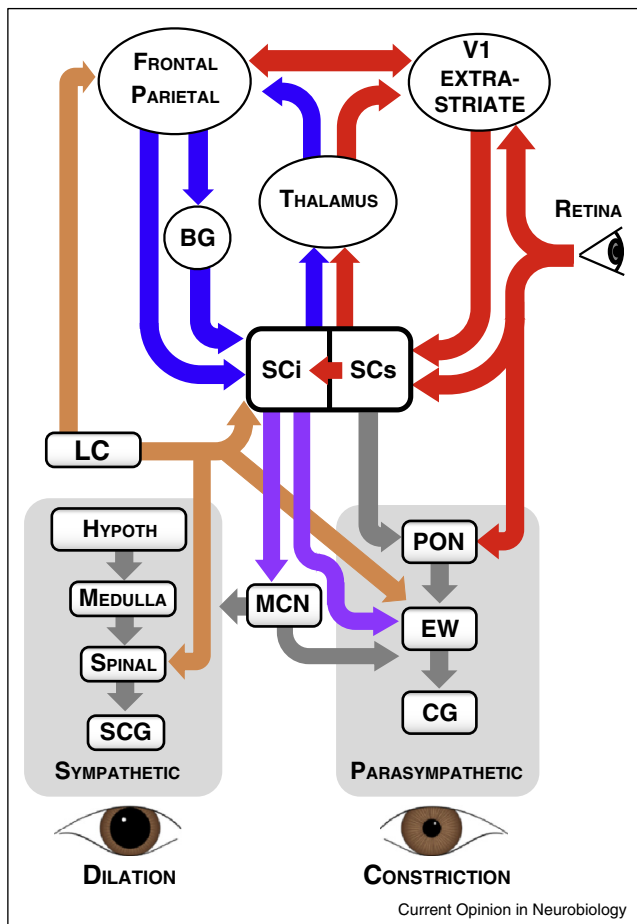 FRONTAL
PARIETAL
V1
EXTRA-
STRIATE
THALAMUS
RETINA
BG
SCi
SCs
LC
HYPOTH
MEDULLA
SPINAL
SCG
SYMPATHETIC
MCN
PON
EW
CG
PARASYMPATHETIC
DILATION
CONSTRICTION
Current Opinion in Neurobiology